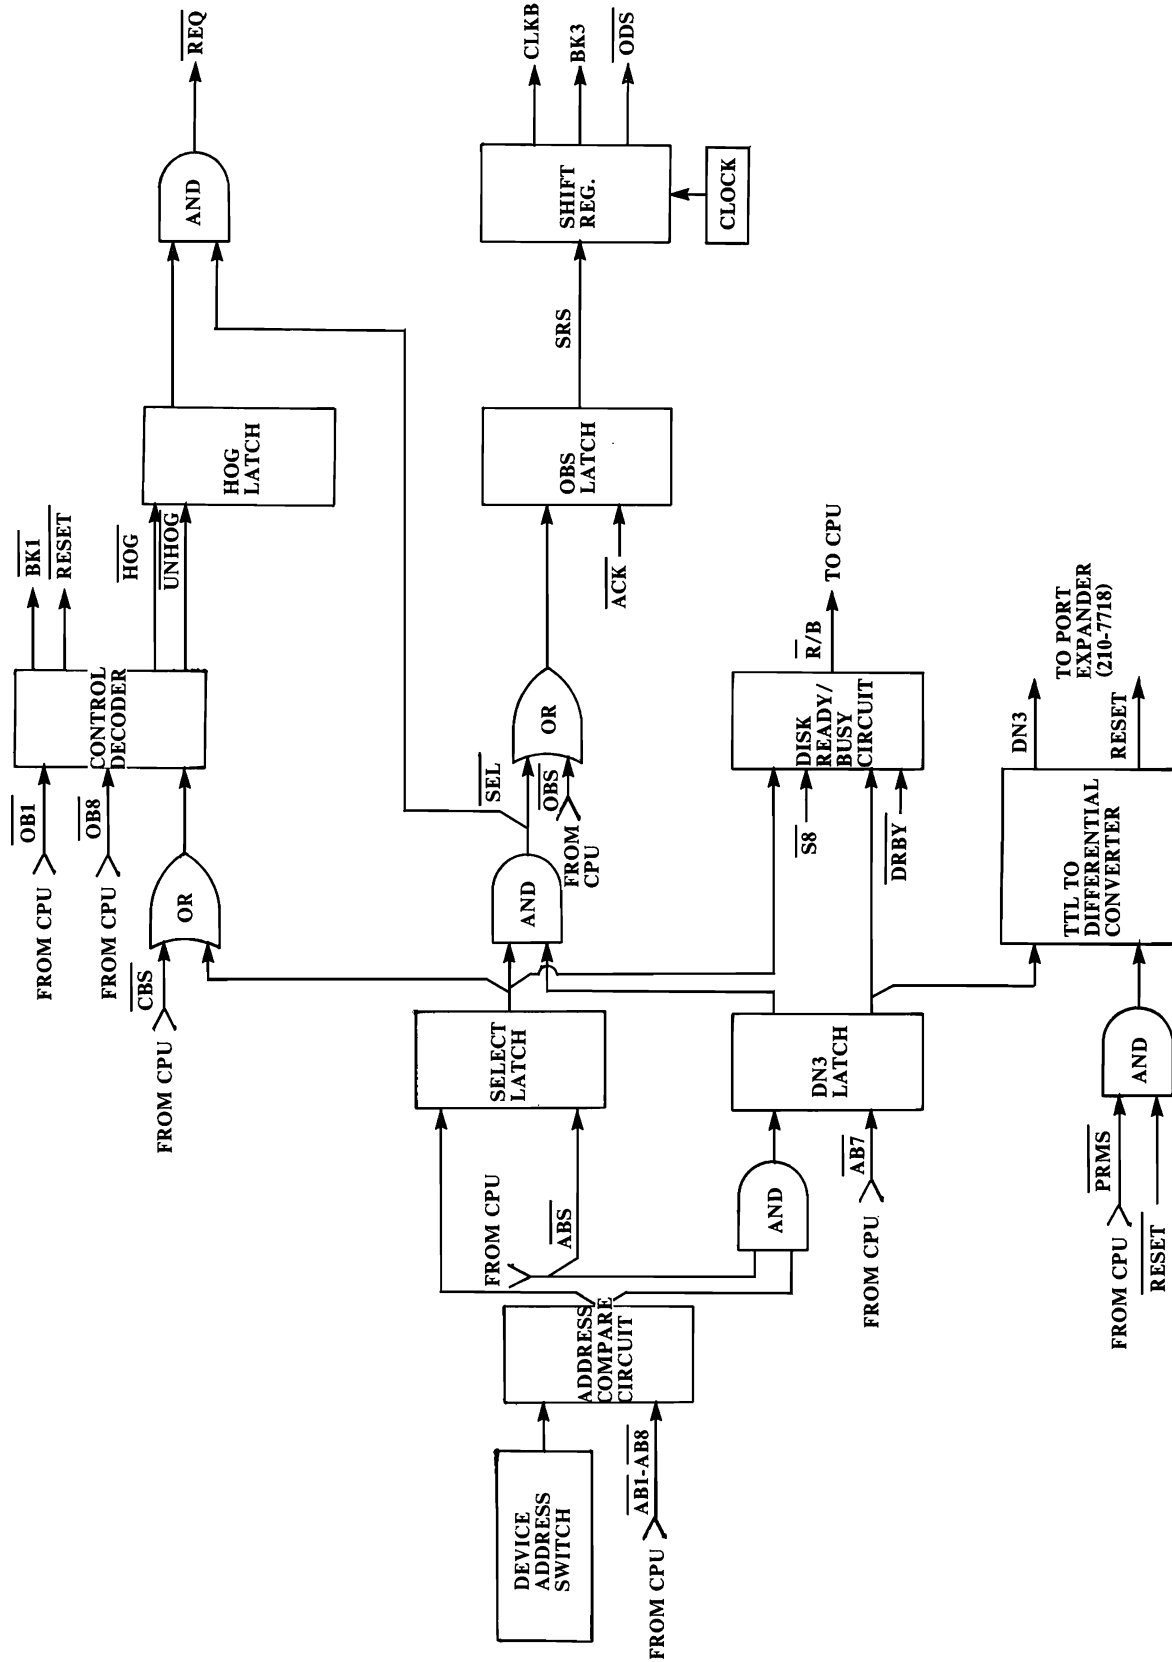 DEVICE
ADDRESS
SWITCH
FROM CPU
AB1-AB8
ADDRESS
COMPARE
CIRCUIT
FROM CPU
ABS
SELECT
LATCH
AND
FROM CPU
AB7
DN3
LATCH
FROM CPU
CBS
OR
FROM CPU
OB1
FROM CPU
OB8
CONTROL
DECODER
BK1
RESET
HOG
UNHOG
HOG
LATCH
AND
REQ
AND
SEL
FROM
CPU
OBS
OR
ACK
OBS
LATCH
SRS
SHIFT
REG.
CLOCK
CLKB
BK3
ODS
S8
DRBY
DISK
READY/
BUSY
CIRCUIT
R/B
TO CPU
FROM CPU
PRMS
RESET
AND
TTL TO
DIFFERENTIAL
CONVERTER
DN3
RESET
TO PORT
EXPANDER
(210-7718)